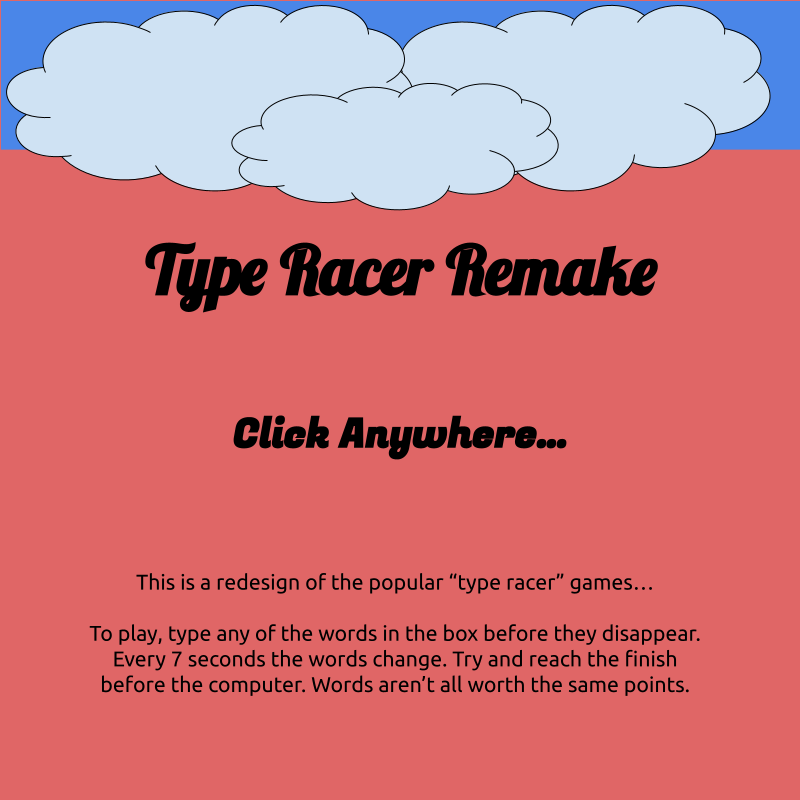 Type Racer Remake
Click Anywhere...
This is a redesign of the popular “type racer” games…
To play, type any of the words in the box before they disappear.
Every 7 seconds the words change. Try and reach the finish
before the computer. Words aren’t all worth the same points.